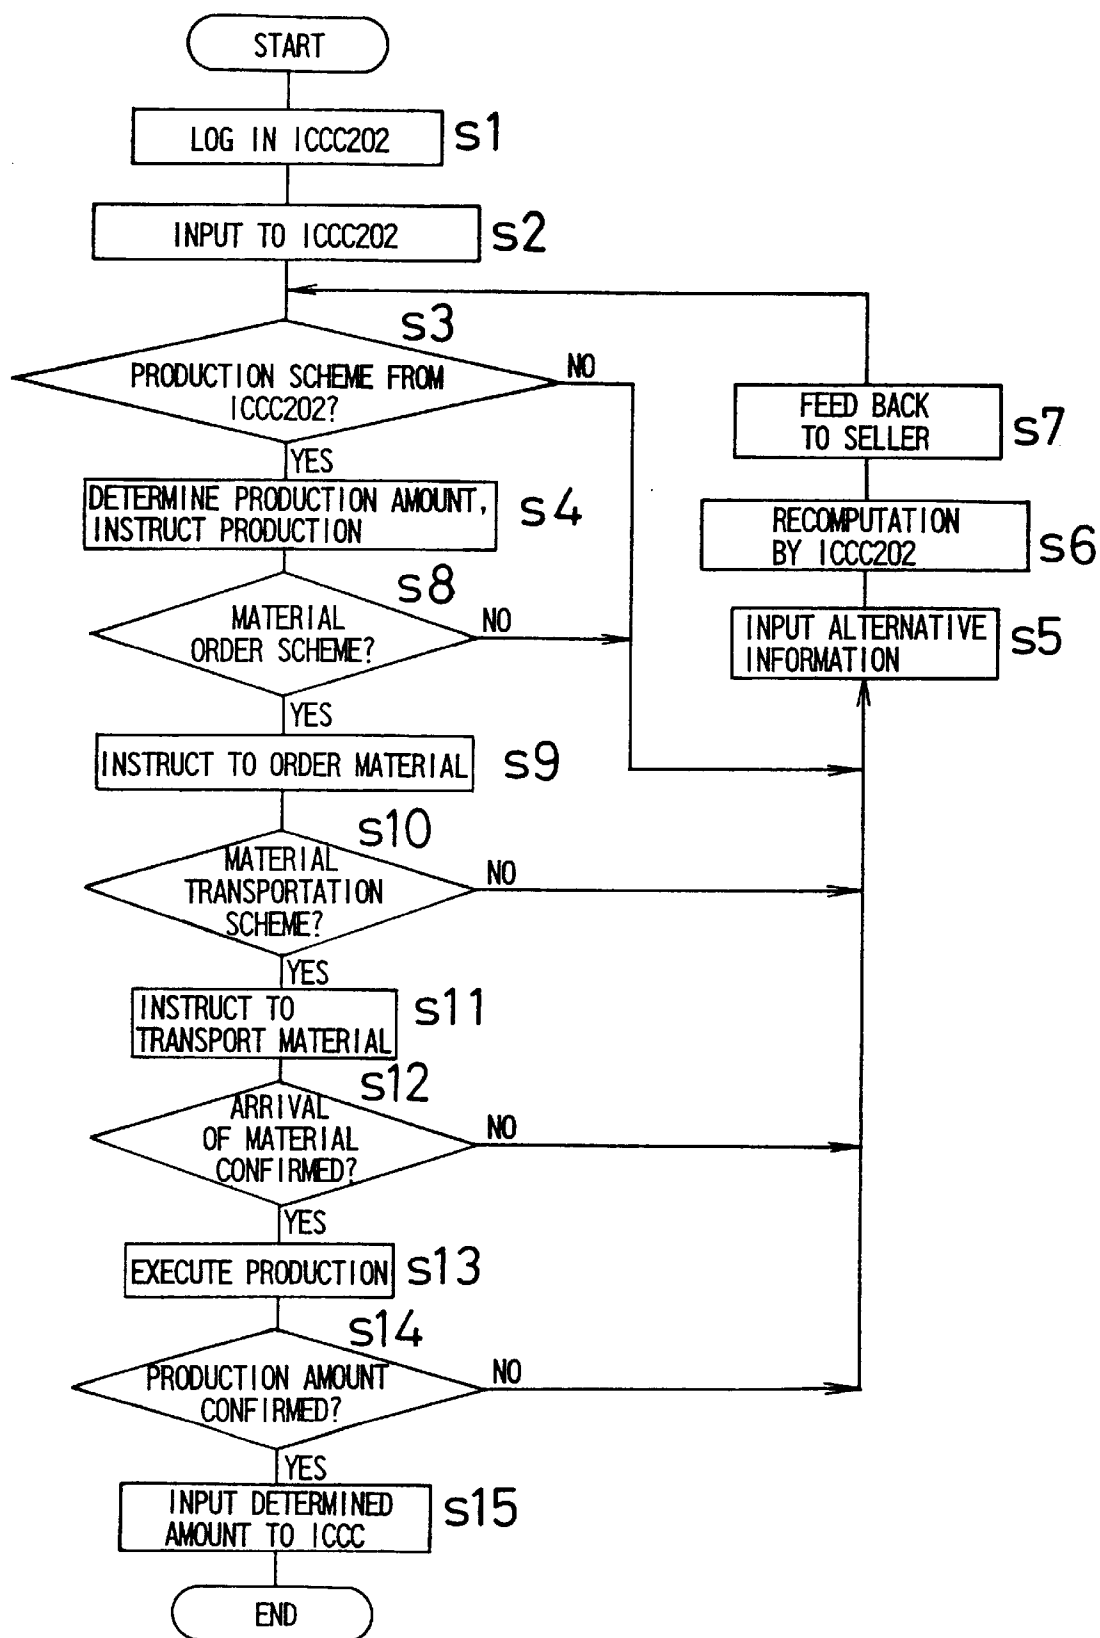 START
LOG IN ICCC202
s1
INPUT TO ICCC202
s2
s3
PRODUCTION SCHEME FROM
ICCC202?
NO
YES
FEED BACK
TO SELLER
s7
DETERMINE PRODUCTION AMOUNT,
INSTRUCT PRODUCTION
s4
RECOMPUTATION
BY ICCC202
s6
s8
MATERIAL
ORDER SCHEME?
NO
YES
INPUT ALTERNATIVE
INFORMATION
s5
INSTRUCT TO ORDER MATERIAL
s9
s10
MATERIAL
TRANSPORTATION
SCHEME?
NO
YES
INSTRUCT TO
TRANSPORT MATERIAL
s11
s12
ARRIVAL
OF MATERIAL
CONFIRMED?
NO
YES
EXECUTE PRODUCTION
s13
s14
PRODUCTION AMOUNT
CONFIRMED?
NO
YES
INPUT DETERMINED
AMOUNT TO ICCC
s15
END